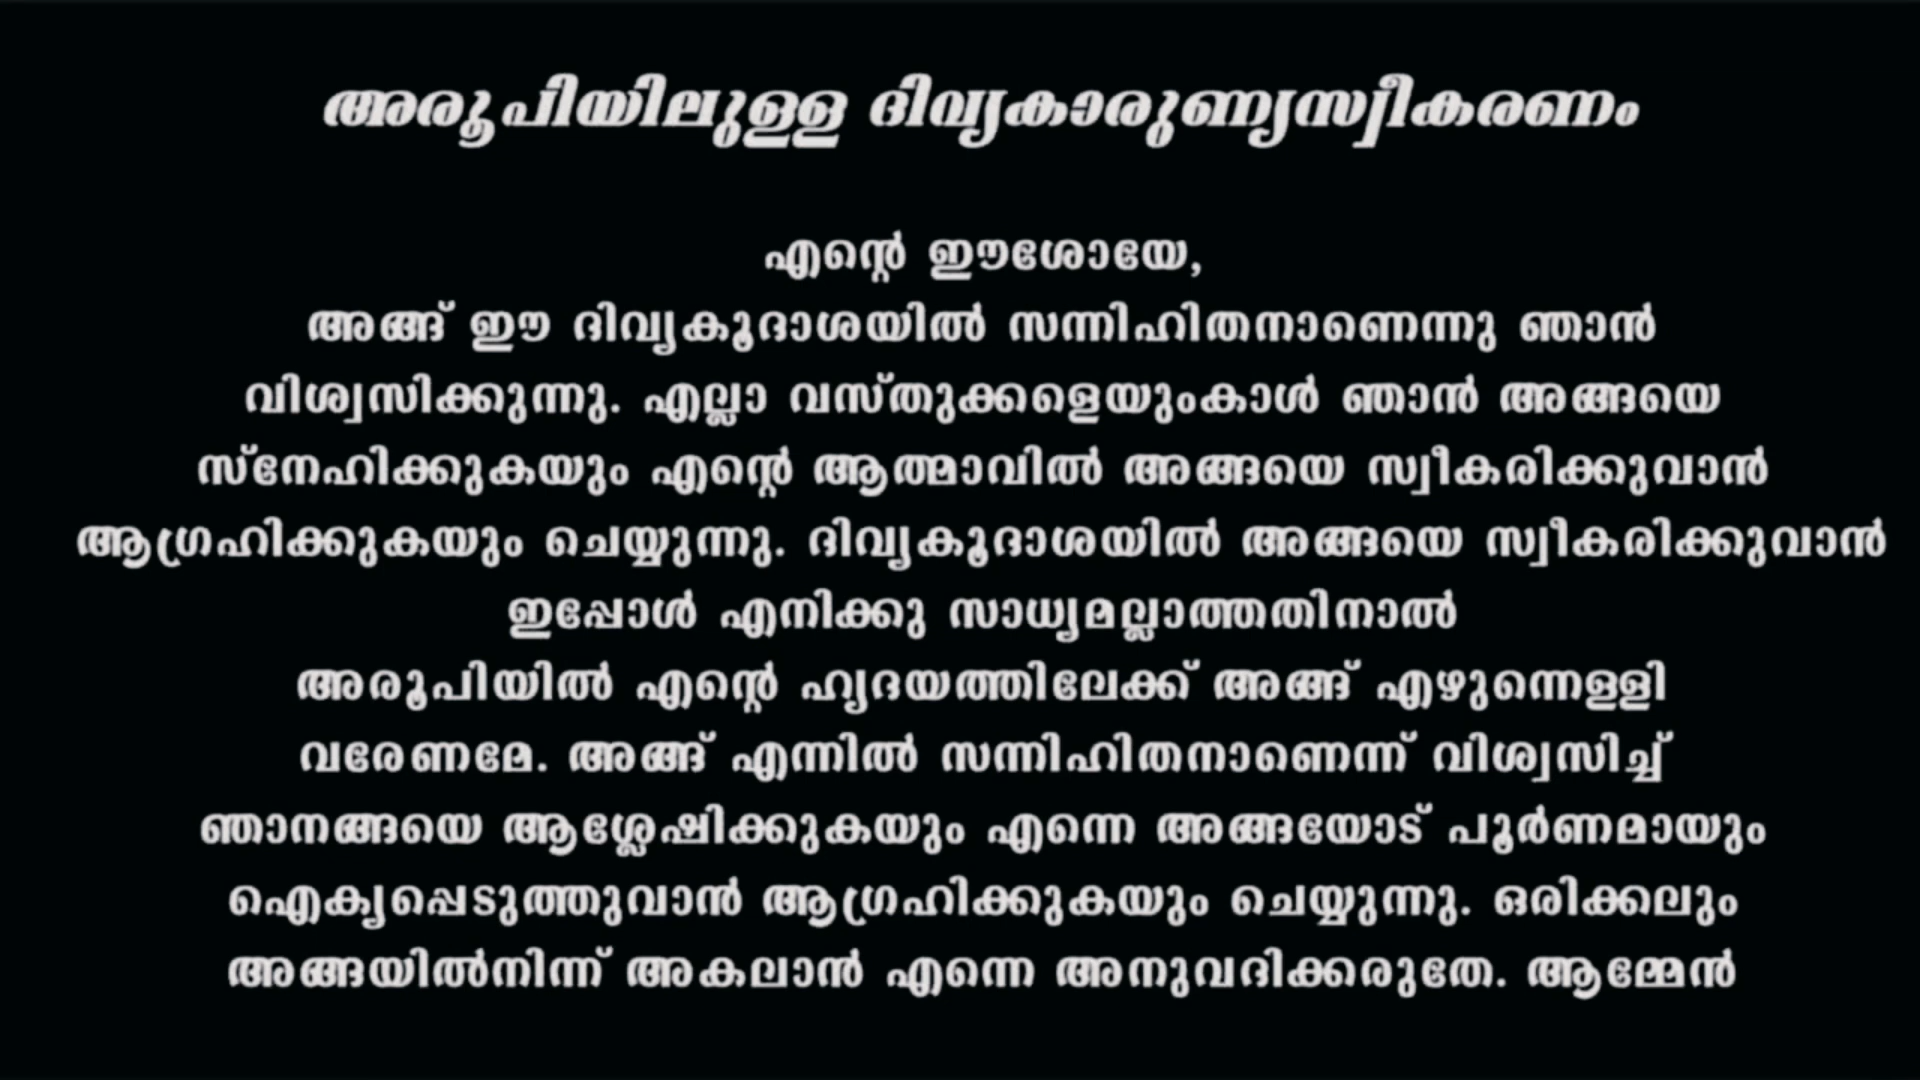 അരൂപിയിലുള്ള ദിവ്യകാരുണ്യസ്വീകരണം
എന്റെ ഈശോയേ,
അങ്ങ് ഈ ദിവ്യകൂദാശയിൽ സന്നിഹിതനാണെന്നു ഞാൻ
വിശ്വസിക്കുന്നു. എല്ലാ വസ്തുക്കളെയുംകാൾ ഞാൻ അങ്ങയെ
സ്നേഹിക്കുകയും എന്റെ ആത്മാവിൽ അങ്ങയെ സ്വീകരിക്കുവാൻ
ആഗ്രഹിക്കുകയും ചെയ്യുന്നു. ദിവ്യകൂദാശയിൽ അങ്ങയെ സ്വീകരിക്കുവാൻ
ഇപ്പോൾ എനിക്കു സാധ്യമല്ലാത്തതിനാൽ
അരൂപിയിൽ എന്റെ ഹൃദയത്തിലേക്ക് അങ്ങ് എഴുന്നെള്ളി
വരേണമേ. അങ്ങ് എന്നിൽ സന്നിഹിതനാണെന്ന് വിശ്വസിച്ച്
ഞാനങ്ങയെ ആശ്ലേഷിക്കുകയും എന്നെ അങ്ങയോട് പൂർണമായും
ഐക്യപ്പെടുത്തുവാൻ ആഗ്രഹിക്കുകയും ചെയ്യുന്നു. ഒരിക്കലും
അങ്ങയിൽനിന്ന് അകലാൻ എന്നെ അനുവദിക്കരുതേ. ആമ്മേൻ